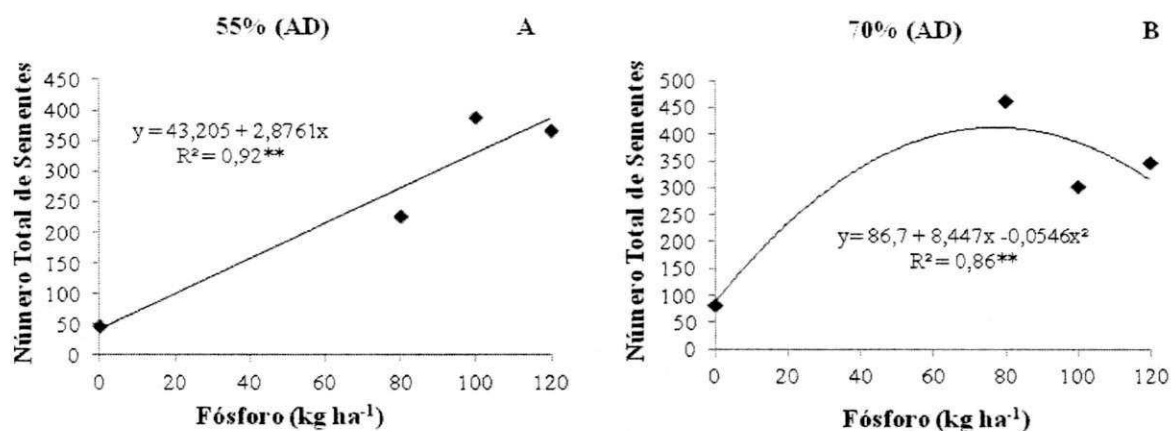 55% (AD)
A
Número Total de Sementes
450
400
350
300
250
200
150
100
50
0
y = 43,205 + 2,8761x
R² = 0,92**
0 20 40 60 80 100 120
Fósforo (kg ha⁻¹)
70% (AD)
B
Número Total de Sementes
500
450
400
350
300
250
200
150
100
50
0
y= 86,7 + 8,447x -0,0546x²
R² = 0,86**
0 20 40 60 80 100 120
Fósforo (kg ha⁻¹)